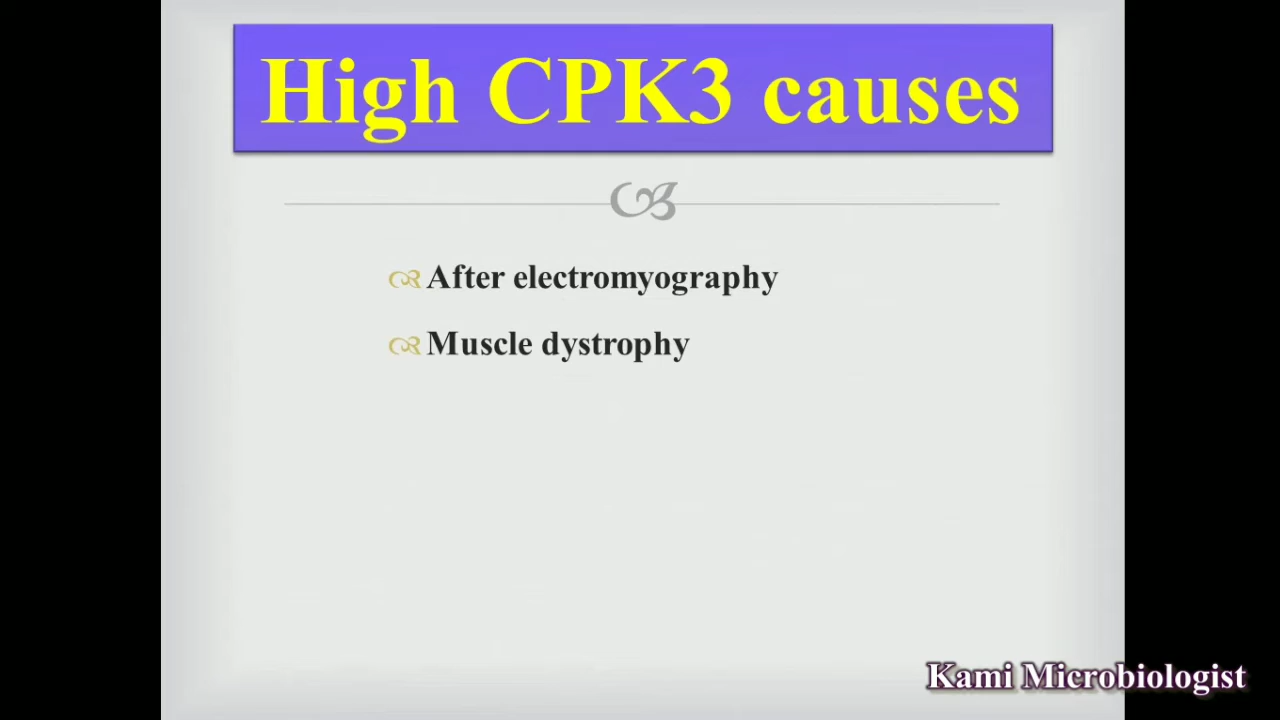 High CPK3 causes
After electromyography
Muscle dystrophy
Kami Microbiologist